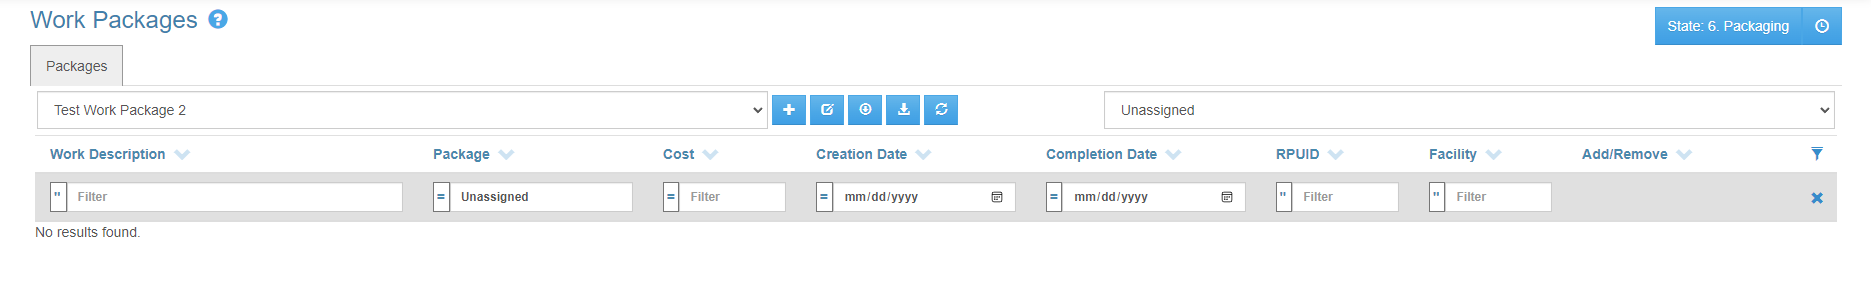 Work Packages ?
State: 6. Packaging
Packages
Test Work Package 2
Unassigned
Work Description Package Cost Creation Date Completion Date RPUID Facility Add/Remove
" Filter = Unassigned = Filter = mm/dd/yyyy = mm/dd/yyyy " Filter " Filter
No results found.